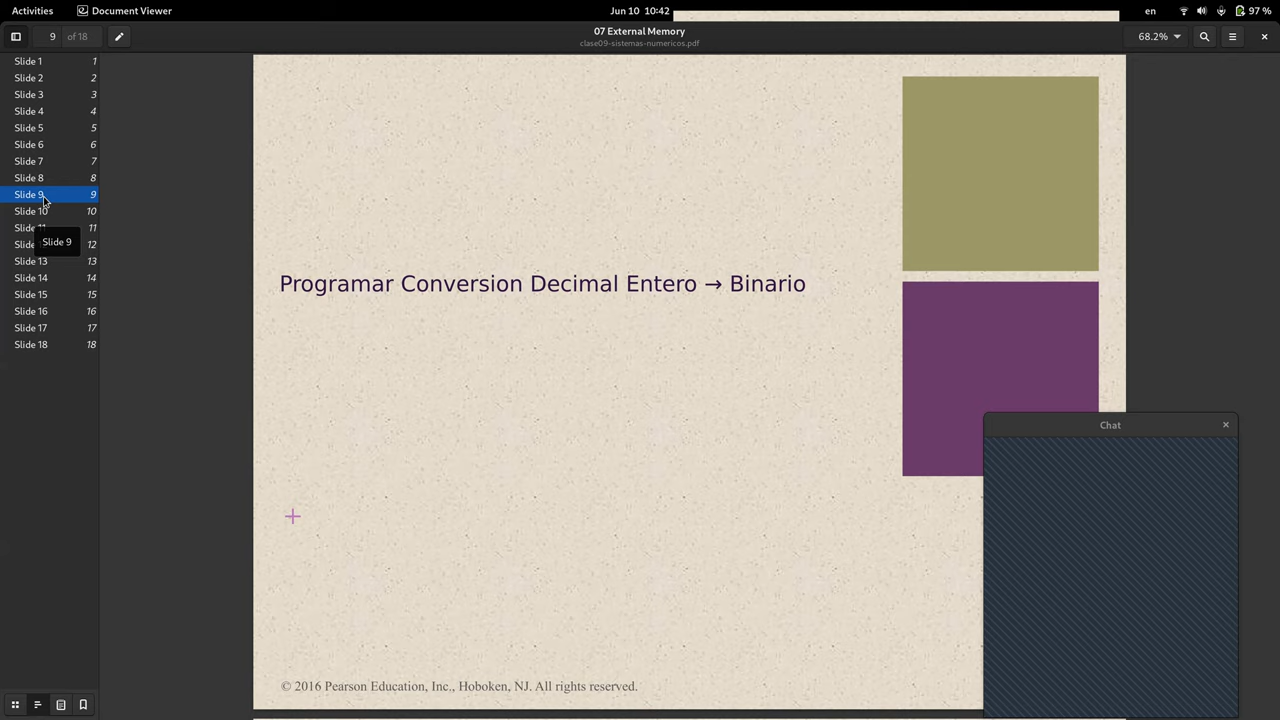 Activities
Document Viewer
Jun 10 10:42
en
97 %
9 of 18
07 External Memory
clase09-sistemas-numericos.pdf
68.2%
Slide 1 1
Slide 2 2
Slide 3 3
Slide 4 4
Slide 5 5
Slide 6 6
Slide 7 7
Slide 8 8
Slide 9 9
Slide 10 10
Slide 11 11
Slide 12
Slide 9
Slide 13 13
Slide 14 14
Slide 15 15
Slide 16 16
Slide 17 17
Slide 18 18
Programar Conversion Decimal Entero → Binario
+
Chat
© 2016 Pearson Education, Inc., Hoboken, NJ. All rights reserved.